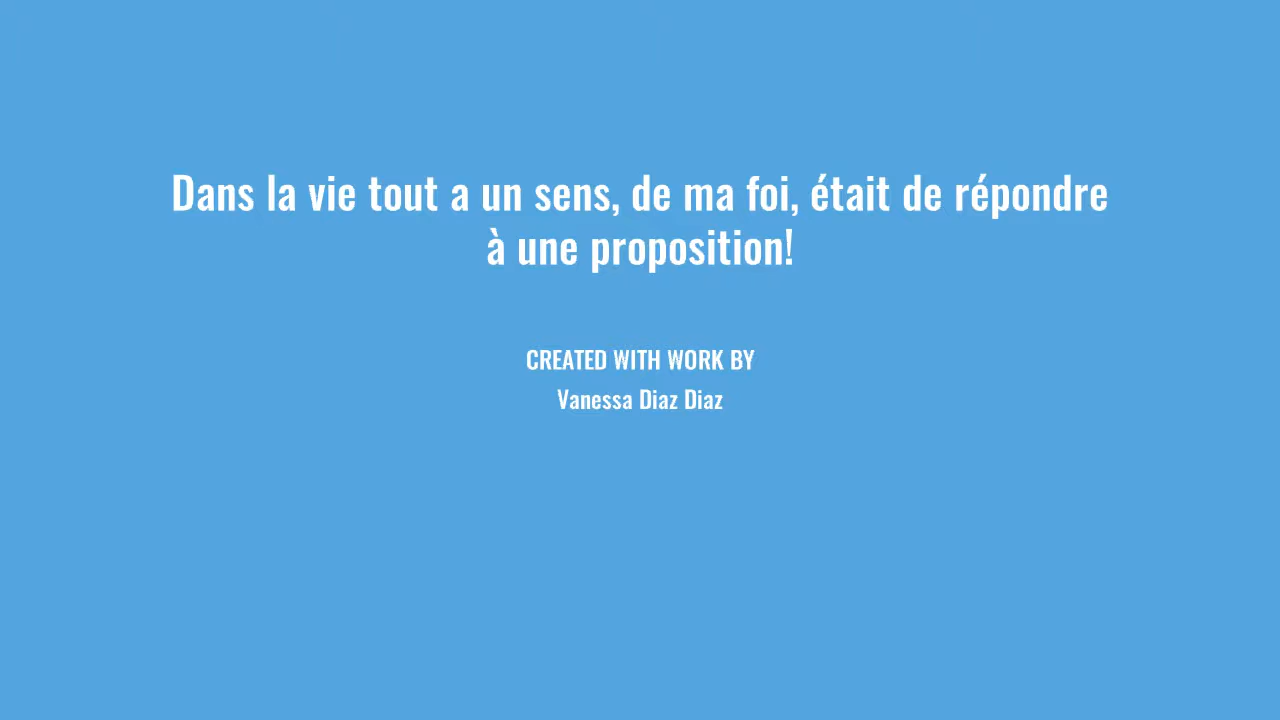 Dans la vie tout a un sens, de ma foi, était de répondre
à une proposition!
CREATED WITH WORK BY
Vanessa Diaz Diaz